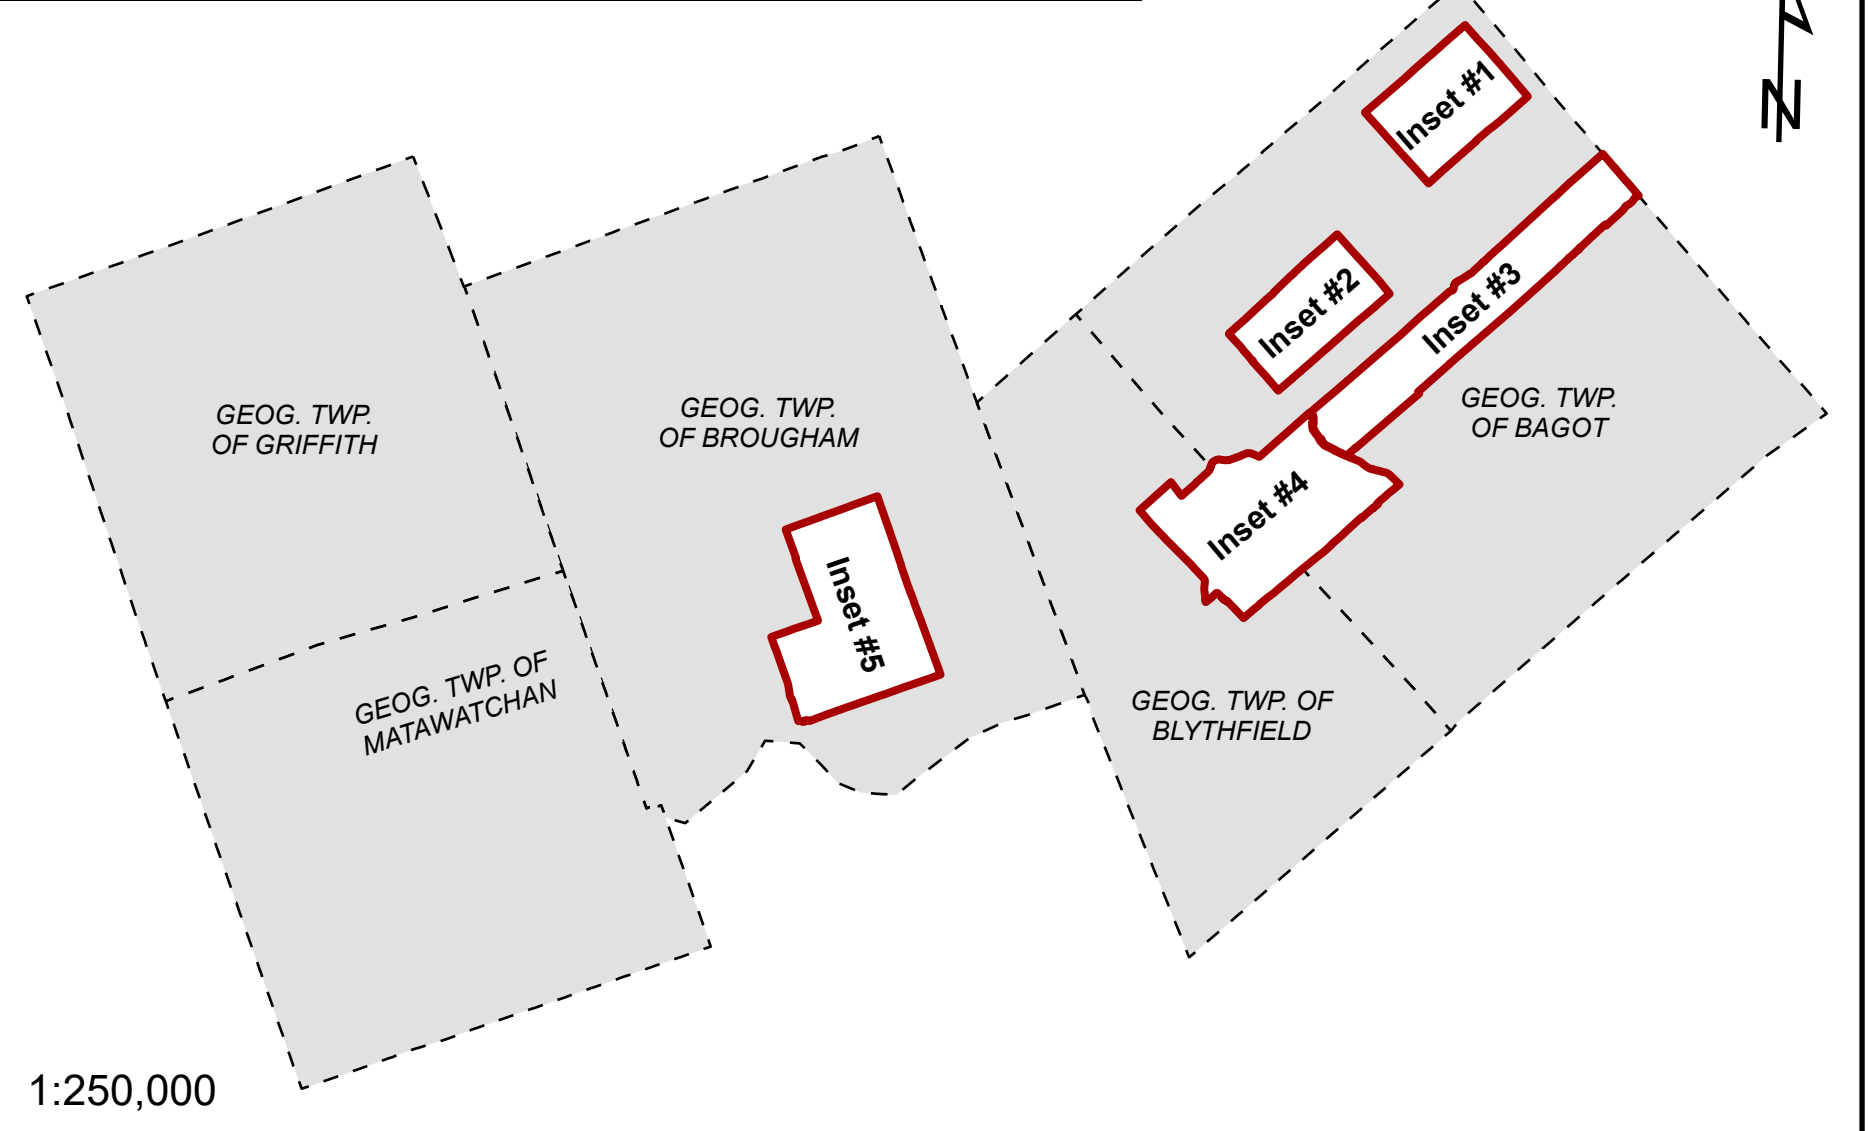 N
Inset #1
Inset #2
Inset #3
GEOG. TWP.
OF GRIFFITH
GEOG. TWP.
OF BROUGHAM
GEOG. TWP.
OF BAGOT
Inset #4
Inset #5
GEOG. TWP. OF
MATAWATCHAN
GEOG. TWP. OF
BLYTHFIELD
1:250,000